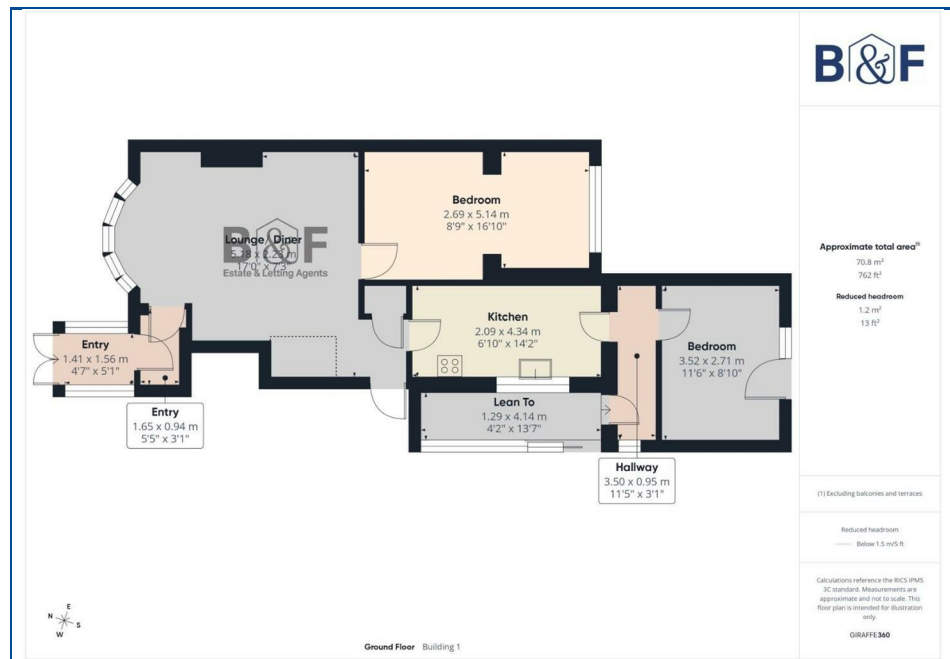 B&F
Bedroom
2.69 x 5.14 m
8'9" x 16'10"
Lounge/Diner
B&F
Estate & Letting Agents
17'0" x 7'3"
Kitchen
2.09 x 4.34 m
6'10" x 14'2"
Bedroom
3.52 x 2.71 m
11'6" x 8'10"
Entry
1.41 x 1.56 m
4'7" x 5'1"
Entry
1.65 x 0.94 m
5'5" x 3'1"
Lean To
1.29 x 4.14 m
4'2" x 13'7"
Hallway
3.50 x 0.95 m
11'5" x 3'1"
Approximate total area(1)
70.8 m²
762 ft²
Reduced headroom
1.2 m²
13 ft²
(1) Excluding balconies and terraces
Reduced headroom
Below 1.5 m/5 ft
Calculations reference the RICS IPMS
3C standard. Measurements are
approximate and not to scale. This
floor plan is intended for illustration
only.
GIRAFFE360
N
E
S
W
Ground Floor Building 1